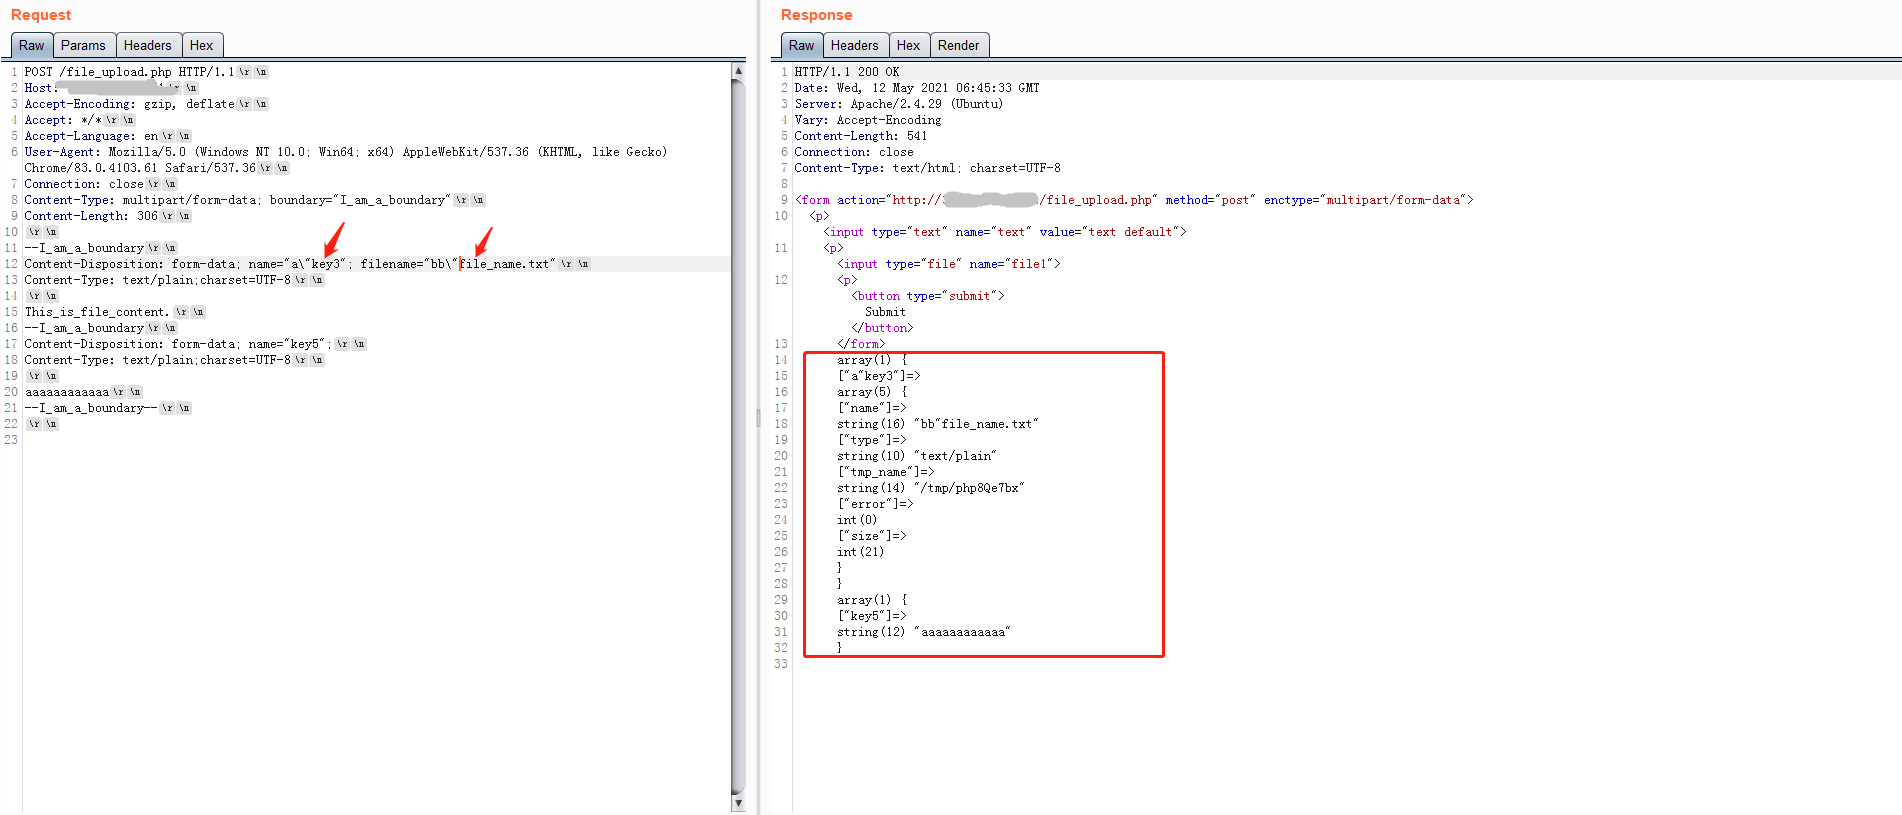 Request
Raw Params Headers Hex
1 POST /file_upload.php HTTP/1.1 \r \n
2 Host: \r \n
3 Accept-Encoding: gzip, deflate \r \n
4 Accept: */* \r \n
5 Accept-Language: en \r \n
6 User-Agent: Mozilla/5.0 (Windows NT 10.0; Win64; x64) AppleWebKit/537.36 (KHTML, like Gecko)
Chrome/83.0.4103.61 Safari/537.36 \r \n
7 Connection: close \r \n
8 Content-Type: multipart/form-data; boundary="I_am_a_boundary" \r \n
9 Content-Length: 306 \r \n
10 \r \n
11 --I_am_a_boundary \r \n
12 Content-Disposition: form-data; name="a\"key3"; filename="bb\"file_name.txt" \r \n
13 Content-Type: text/plain;charset=UTF-8 \r \n
14 \r \n
15 This_is_file_content. \r \n
16 --I_am_a_boundary \r \n
17 Content-Disposition: form-data; name="key5"; \r \n
18 Content-Type: text/plain;charset=UTF-8 \r \n
19 \r \n
20 aaaaaaaaaaaa \r \n
21 --I_am_a_boundary-- \r \n
22 \r \n
23
Response
Raw Headers Hex Render
1 HTTP/1.1 200 OK
2 Date: Wed, 12 May 2021 06:45:33 GMT
3 Server: Apache/2.4.29 (Ubuntu)
4 Vary: Accept-Encoding
5 Content-Length: 541
6 Connection: close
7 Content-Type: text/html; charset=UTF-8
8
9 <form action="http:// /file_upload.php" method="post" enctype="multipart/form-data">
10 <p>
<input type="text" name="text" value="text default">
11 <p>
<input type="file" name="file1">
12 <p>
<button type="submit">
Submit
</button>
13 </form>
14 array(1) {
15 ["a"key3"]=>
16 array(5) {
17 ["name"]=>
18 string(16) "bb"file_name.txt"
19 ["type"]=>
20 string(10) "text/plain"
21 ["tmp_name"]=>
22 string(14) "/tmp/php8Qe7bx"
23 ["error"]=>
24 int(0)
25 ["size"]=>
26 int(21)
27 }
28 }
29 array(1) {
30 ["key5"]=>
31 string(12) "aaaaaaaaaaaa"
32 }
33